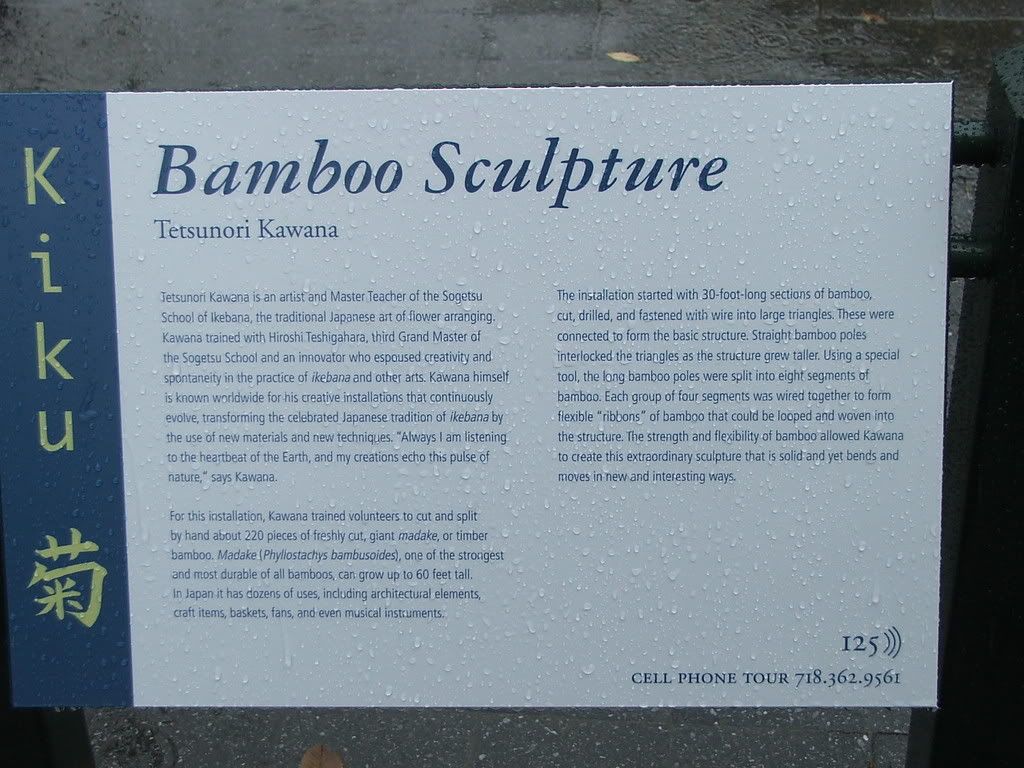 Kiku
菊
Bamboo Sculpture
Tetsunori Kawana
Tetsunori Kawana is an artist and Master Teacher of the Sogetsu
School of Ikebana, the traditional Japanese art of flower arranging.
Kawana trained with Hiroshi Teshigahara, third Grand Master of
the Sogetsu School and an innovator who espoused creativity and
spontaneity in the practice of ikebana and other arts. Kawana himself
is known worldwide for his creative installations that continuously
evolve, transforming the celebrated Japanese tradition of ikebana by
the use of new materials and new techniques. “Always I am listening
to the heartbeat of the Earth, and my creations echo this pulse of
nature,” says Kawana.
For this installation, Kawana trained volunteers to cut and split
by hand about 220 pieces of freshly cut, giant madake, or timber
bamboo. Madake (Phyllostachys bambusoides), one of the strongest
and most durable of all bamboos, can grow up to 60 feet tall.
In Japan it has dozens of uses, including architectural elements,
craft items, baskets, fans, and even musical instruments.
The installation started with 30-foot-long sections of bamboo,
cut, drilled, and fastened with wire into large triangles. These were
connected to form the basic structure. Straight bamboo poles
interlocked the triangles as the structure grew taller. Using a special
tool, the long bamboo poles were split into eight segments of
bamboo. Each group of four segments was wired together to form
flexible “ribbons” of bamboo that could be looped and woven into
the structure. The strength and flexibility of bamboo allowed Kawana
to create this extraordinary sculpture that is solid and yet bends and
moves in new and interesting ways.
125
CELL PHONE TOUR 718.362.9561